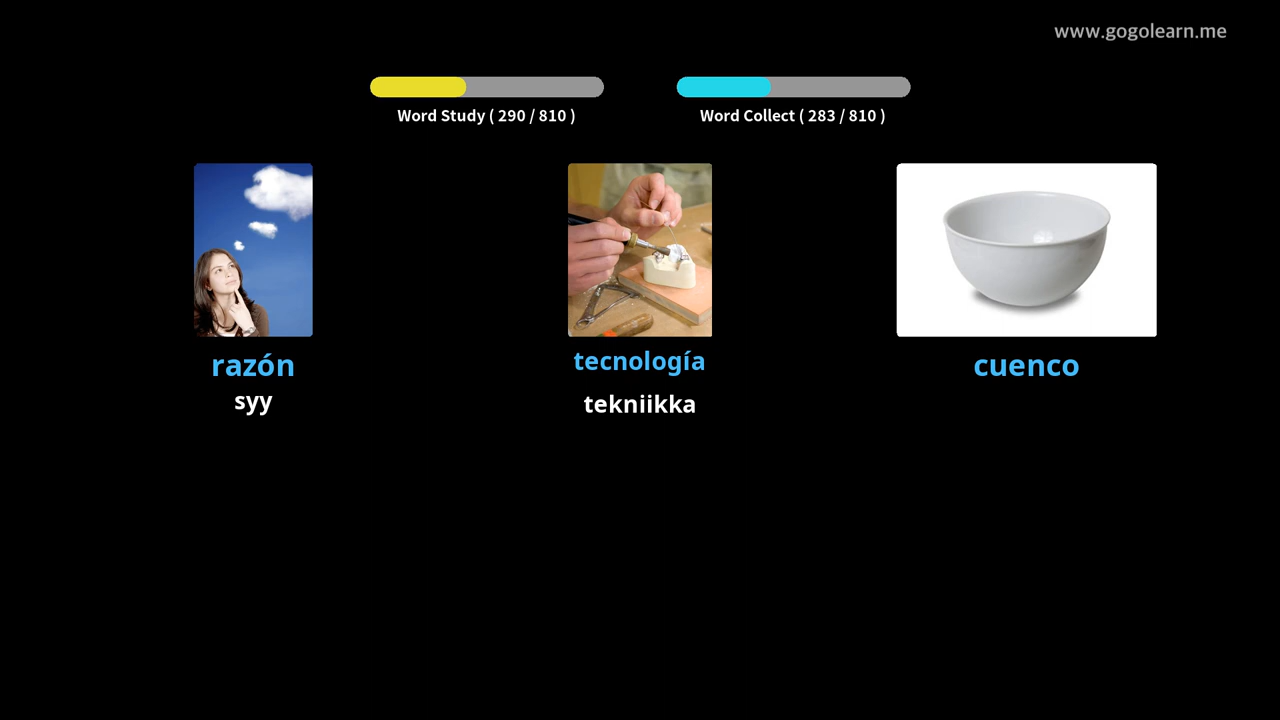 www.gogolearn.me
Word Study ( 290 / 810 )
Word Collect ( 283 / 810 )
razón
syy
tecnología
tekniikka
cuenco